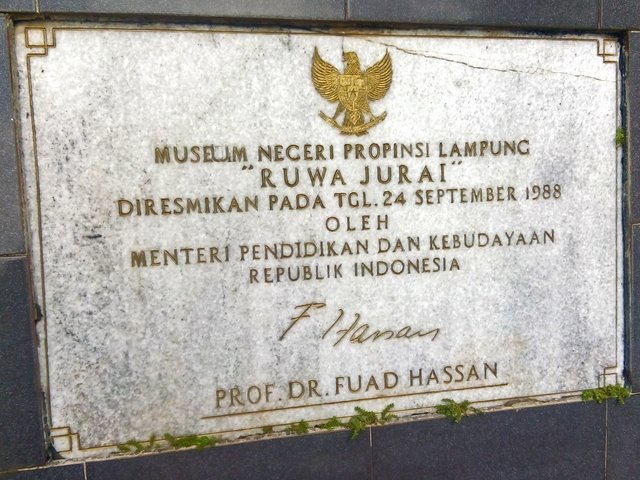 MUSEUM NEGERI PROPINSI LAMPUNG
"RUWA JURAI"
DIRESMIKAN PADA TGL. 24 SEPTEMBER 1988
OLEH
MENTERI PENDIDIKAN DAN KEBUDAYAAN
REPUBLIK INDONESIA
F Hassan
PROF. DR. FUAD HASSAN